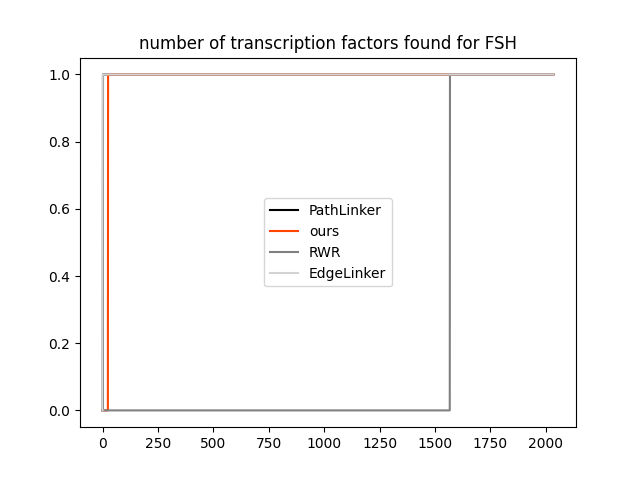 number of transcription factors found for FSH
1.0
0.8
0.6
0.4
0.2
0.0
PathLinker
ours
RWR
EdgeLinker
0 250 500 750 1000 1250 1500 1750 2000